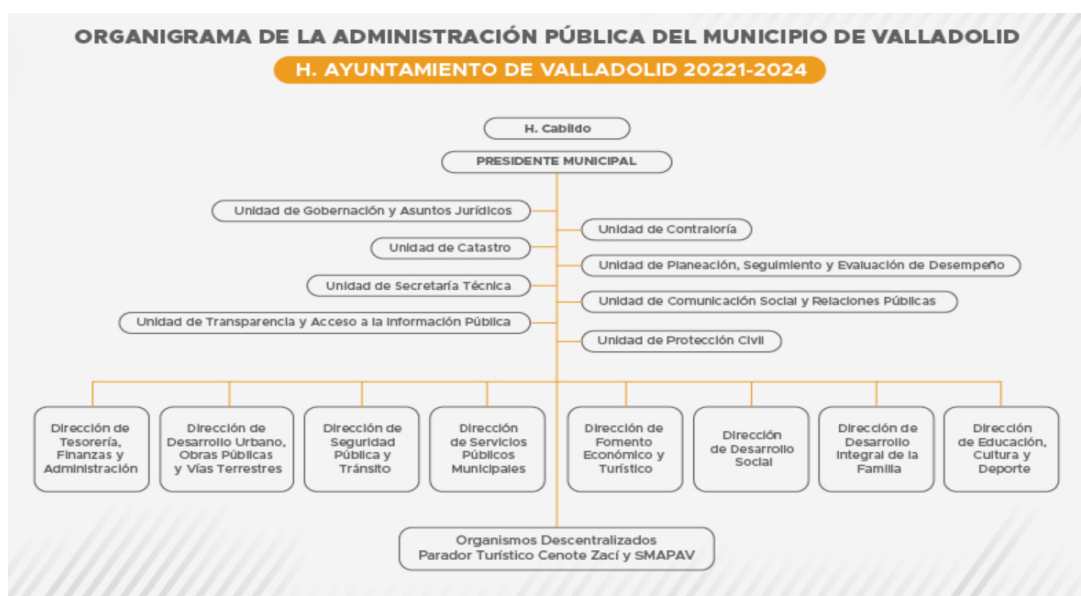 ORGANIGRAMA DE LA ADMINISTRACIÓN PÚBLICA DEL MUNICIPIO DE VALLADOLID
H. AYUNTAMIENTO DE VALLADOLID 20221-2024
H. Cabildo
PRESIDENTE MUNICIPAL
Unidad de Gobernación y Asuntos Jurídicos
Unidad de Contraloría
Unidad de Catastro
Unidad de Planeación, Seguimiento y Evaluación de Desempeño
Unidad de Secretaría Técnica
Unidad de Comunicación Social y Relaciones Públicas
Unidad de Transparencia y Acceso a la Información Pública
Unidad de Protección Civil
Dirección de
Tesorería,
Finanzas y
Administración
Dirección de
Desarrollo Urbano,
Obras Públicas
y Vías Terrestres
Dirección de
Seguridad
Pública y
Tránsito
Dirección
de Servicios
Públicos
Municipales
Dirección de
Fomento
Económico y
Turístico
Dirección
de Desarrollo
Social
Dirección de
Desarrollo
Integral de la
Familia
Dirección
de Educación,
Cultura y
Deporte
Organismos Descentralizados
Parador Turístico Cenote Zací y SMAPAV